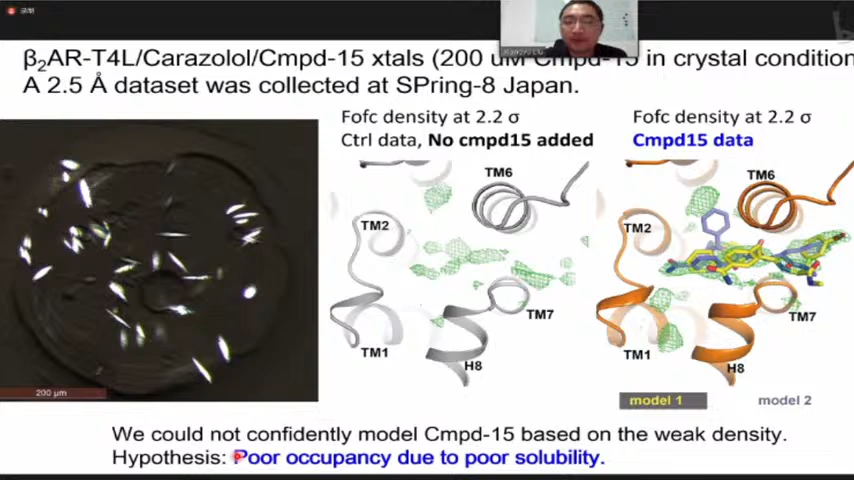 β₂AR-T4L/Carazolol/Cmpd-15 xtals (200 uM Cmpd-15 in crystal condition
A 2.5 Å dataset was collected at SPring-8 Japan.
Fofc density at 2.2 σ
Ctrl data, No cmpd15 added
Fofc density at 2.2 σ
Cmpd15 data
TM6
TM2
TM7
TM1
H8
TM6
TM2
TM7
TM1
H8
200 μm
model 1
model 2
We could not confidently model Cmpd-15 based on the weak density.
Hypothesis: Poor occupancy due to poor solubility.